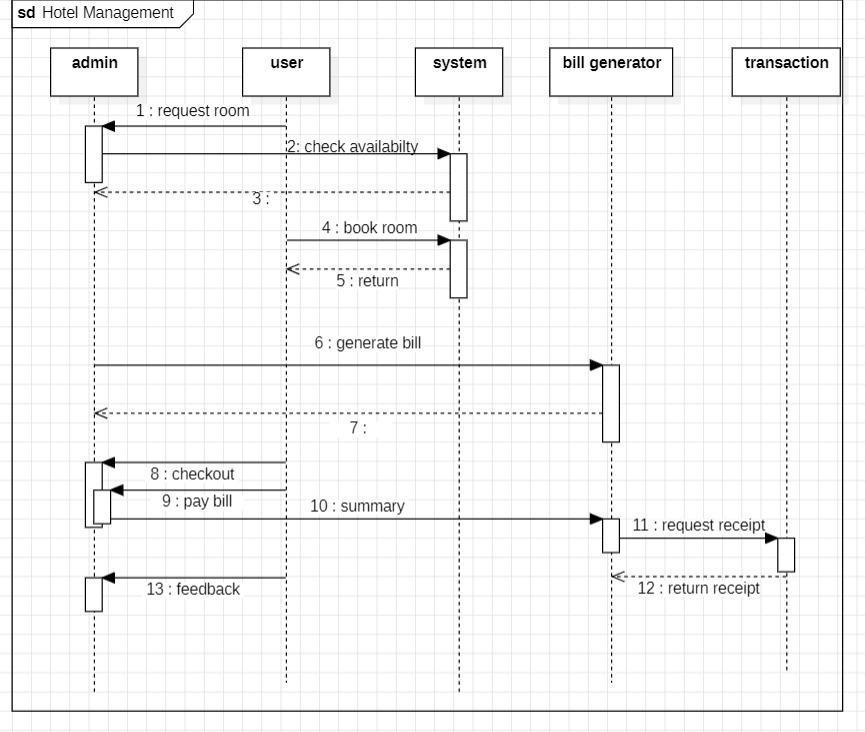 sd Hotel Management
admin
user
system
bill generator
transaction
1 : request room
2: check availabilty
3 :
4 : book room
5 : return
6 : generate bill
7 :
8 : checkout
9 : pay bill
10 : summary
11 : request receipt
12 : return receipt
13 : feedback